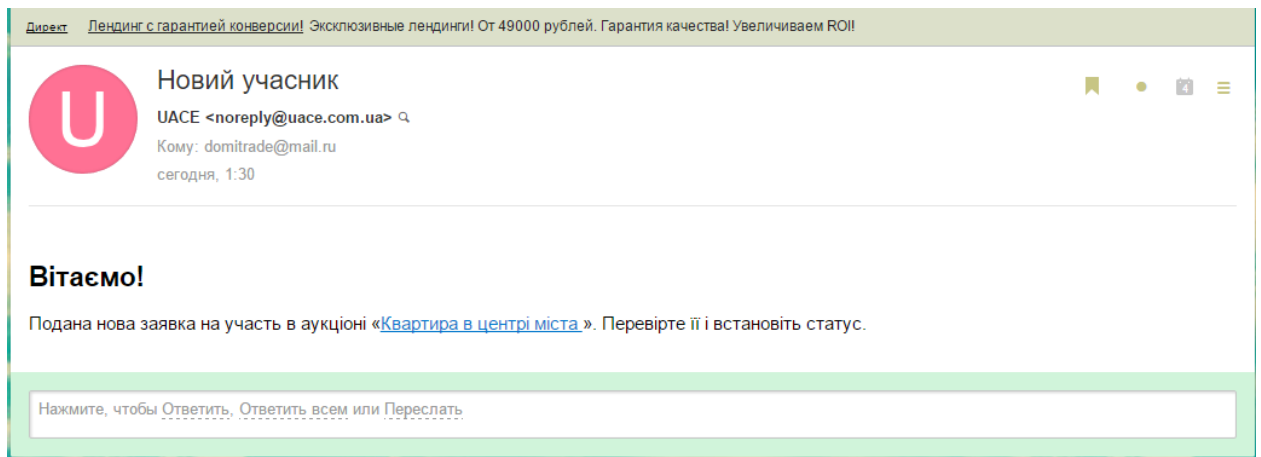 Директ Лендинг с гарантией конверсии! Эксклюзивные лендинги! От 49000 рублей. Гарантия качества! Увеличиваем ROI!
U
Новий учасник
4
UACE <noreply@uace.com.ua>
Кому: domitrade@mail.ru
сегодня, 1:30
Вітаємо!
Подана нова заявка на участь в аукціоні «Квартира в центрі міста ». Перевірте її і встановіть статус.
Нажмите, чтобы Ответить, Ответить всем или Переслать